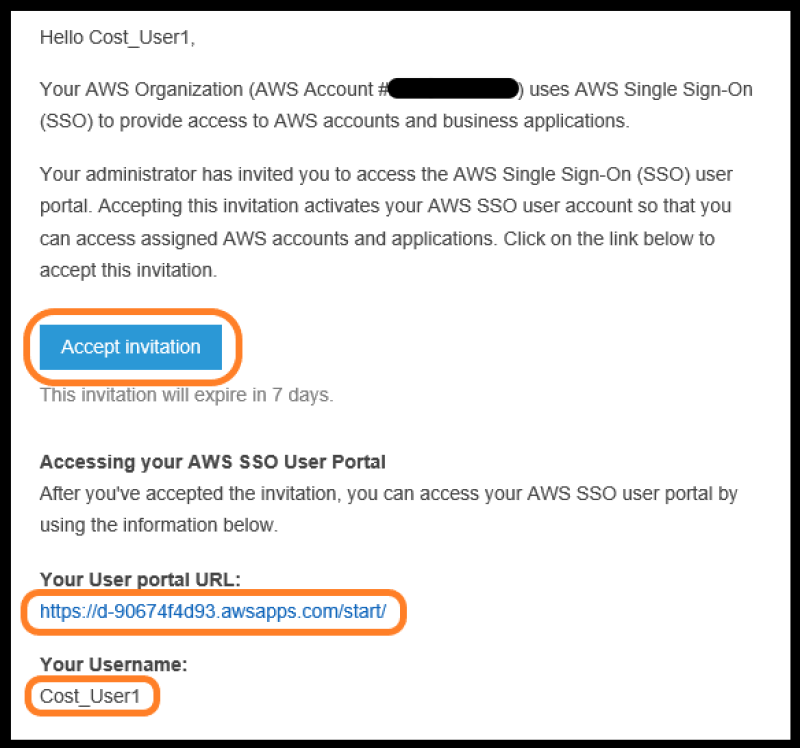 Hello Cost_User1,
Your AWS Organization (AWS Account #) uses AWS Single Sign-On
(SSO) to provide access to AWS accounts and business applications.
Your administrator has invited you to access the AWS Single Sign-On (SSO) user
portal. Accepting this invitation activates your AWS SSO user account so that you
can access assigned AWS accounts and applications. Click on the link below to
accept this invitation.
Accept invitation
This invitation will expire in 7 days.
Accessing your AWS SSO User Portal
After you've accepted the invitation, you can access your AWS SSO user portal by
using the information below.
Your User portal URL:
https://d-90674f4d93.awsapps.com/start/
Your Username:
Cost_User1